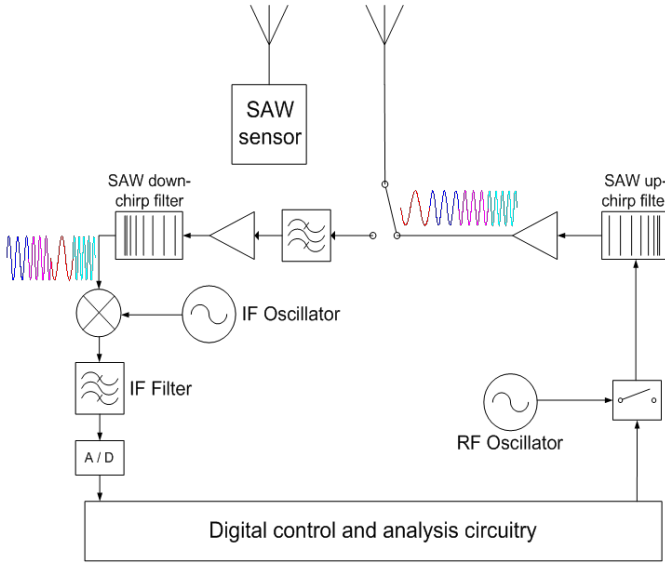 SAW
sensor
SAW down-
chirp filter
SAW up-
chirp filter
IF Oscillator
IF Filter
RF Oscillator
A / D
Digital control and analysis circuitry